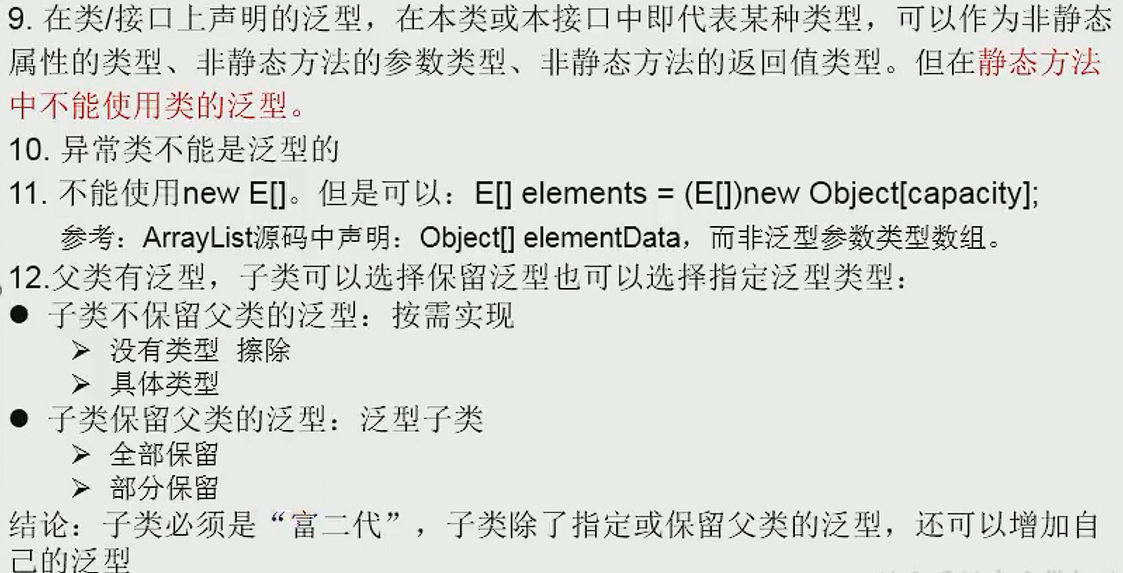 9. 在类/接口上声明的泛型，在本类或本接口中即代表某种类型，可以作为非静态
属性的类型、非静态方法的参数类型、非静态方法的返回值类型。但在静态方法
中不能使用类的泛型。
10. 异常类不能是泛型的
11. 不能使用new E[]。但是可以：E[] elements = (E[])new Object[capacity];
参考：ArrayList源码中声明：Object[] elementData，而非泛型参数类型数组。
12.父类有泛型，子类可以选择保留泛型也可以选择指定泛型类型：
● 子类不保留父类的泛型：按需实现
➢ 没有类型 擦除
➢ 具体类型
● 子类保留父类的泛型：泛型子类
➢ 全部保留
➢ 部分保留
结论：子类必须是“富二代”，子类除了指定或保留父类的泛型，还可以增加自
己的泛型